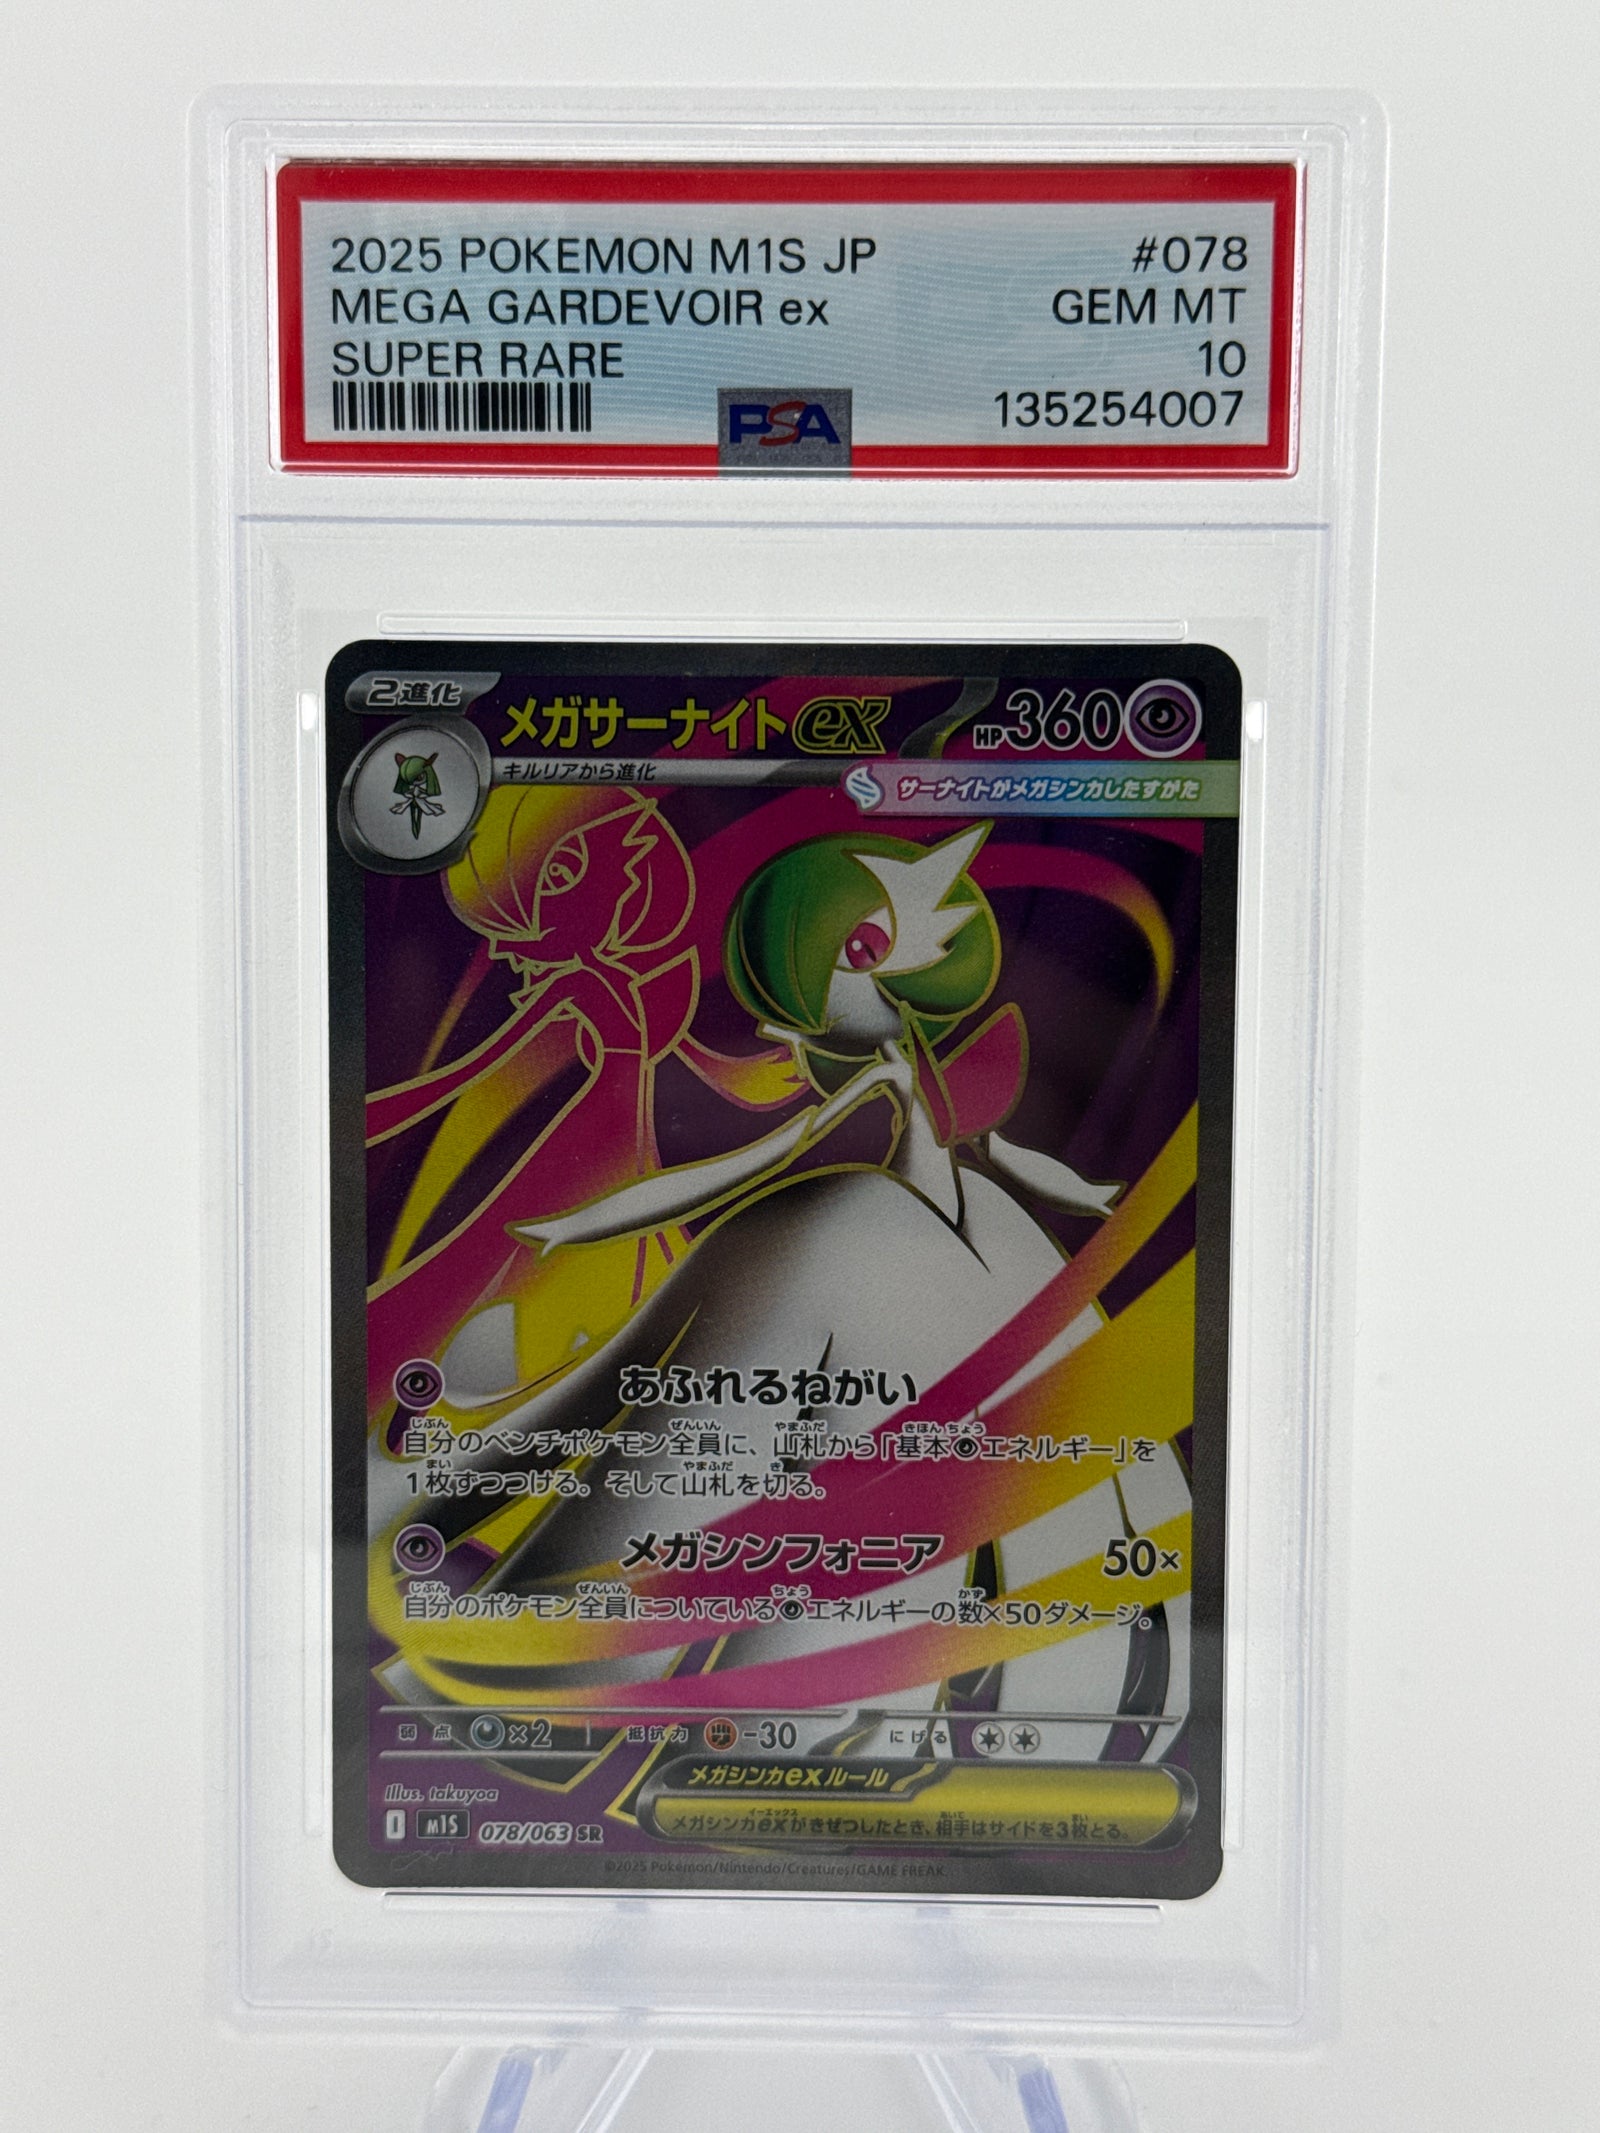 2025 POKEMON M1S JP #078
MEGA GARDEVOIR ex GEM MT
SUPER RARE 10
135254007
PSA
2進化
メガサーナイトex HP360
キルリアから進化
サーナイトがメガシンカしたすがた
あふれるねがい
自分のベンチポケモン全員に、山札から「基本エネルギー」を
1枚ずつつける。そして山札を切る。
メガシンフォニア 50×
自分のポケモン全員についているエネルギーの数×50ダメージ。
弱点 ×2 抵抗力 -30 にげる
メガシンカexルール
メガシンカexがきぜつしたとき、相手はサイドを3枚とる。
Illus. takuyoa
I M1S 078/063 SR
©2025 Pokémon/Nintendo/Creatures/GAME FREAK.